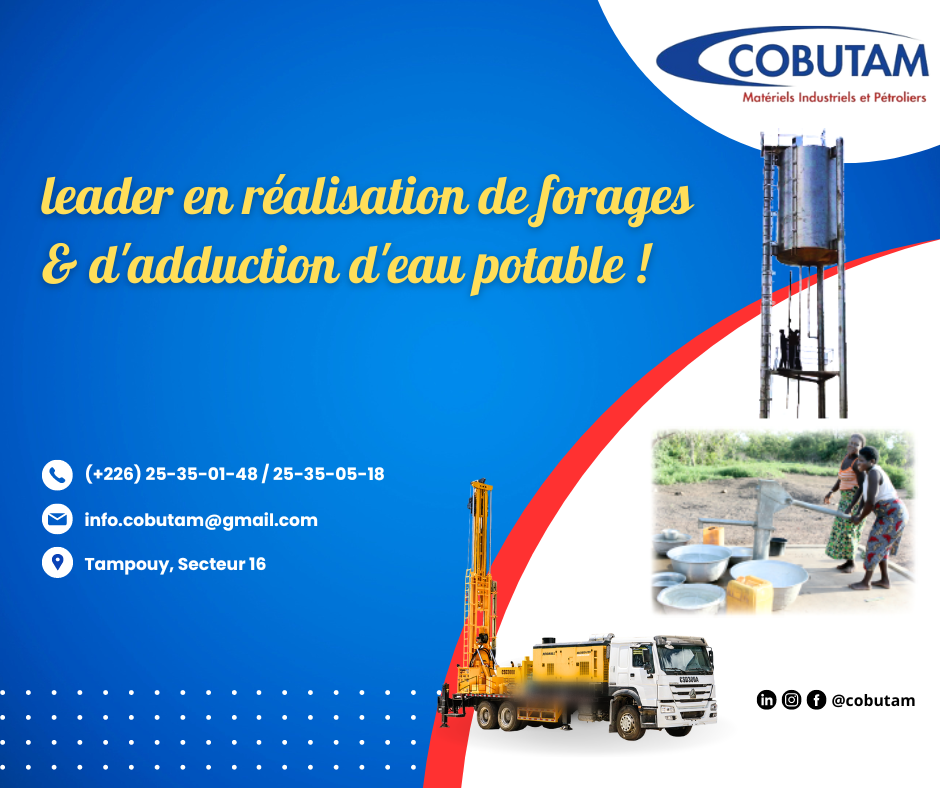 COBUTAM
Matériels Industriels et Pétroliers
leader en réalisation de forages
& d'adduction d'eau potable !
(+226) 25-35-01-48 / 25-35-05-18
info.cobutam@gmail.com
Tampouy, Secteur 16
@cobutam